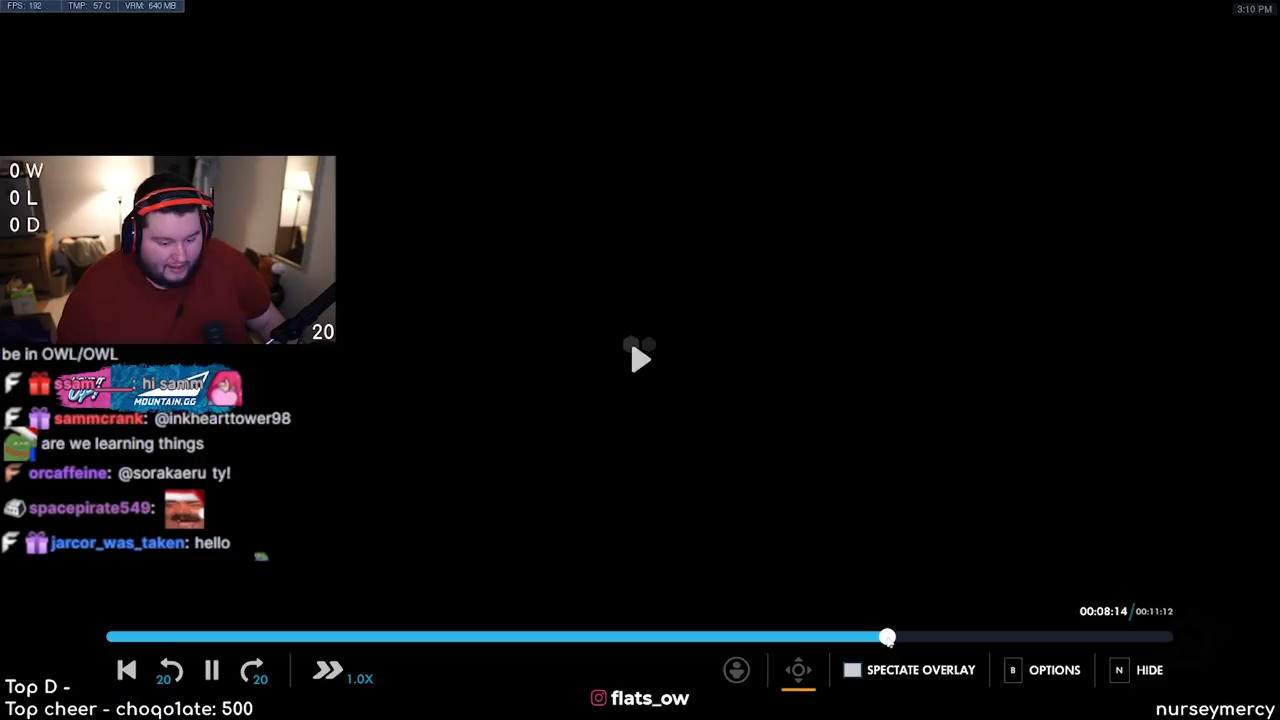 FPS: 192 TMP: 57 C VRM: 640 MB
3:10 PM
0 W
0 L
0 D
20
be in OWL/OWL
ssam____: hi samm
MOUNTAIN.GG
sammcrank: @inkhearttower98
are we learning things
orcaffeine: @sorakaeru ty!
spacepirate549:
jarcor_was_taken: hello
00:08:14/00:11:12
20 20 1.0X
SPECTATE OVERLAY
B OPTIONS
N HIDE
Top D -
Top cheer - choqo1ate: 500
flats_ow
nurseymercy